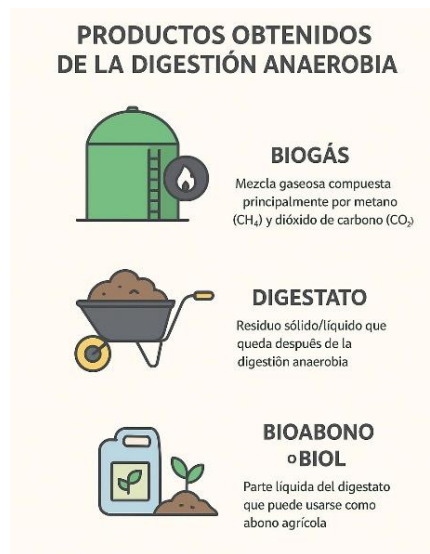 PRODUCTOS OBTENIDOS
DE LA DIGESTIÓN ANAEROBIA
BIOGÁS
Mezcla gaseosa compuesta
principalmente por metano
(CH₄) y dióxido de carbono (CO₂)
DIGESTATO
Residuo sólido/líquido que
queda después de la
digestiôn anaerobia
BIOABONO
o BIOL
Parte líquida del digestato
que puede usarse como
abono agrícola